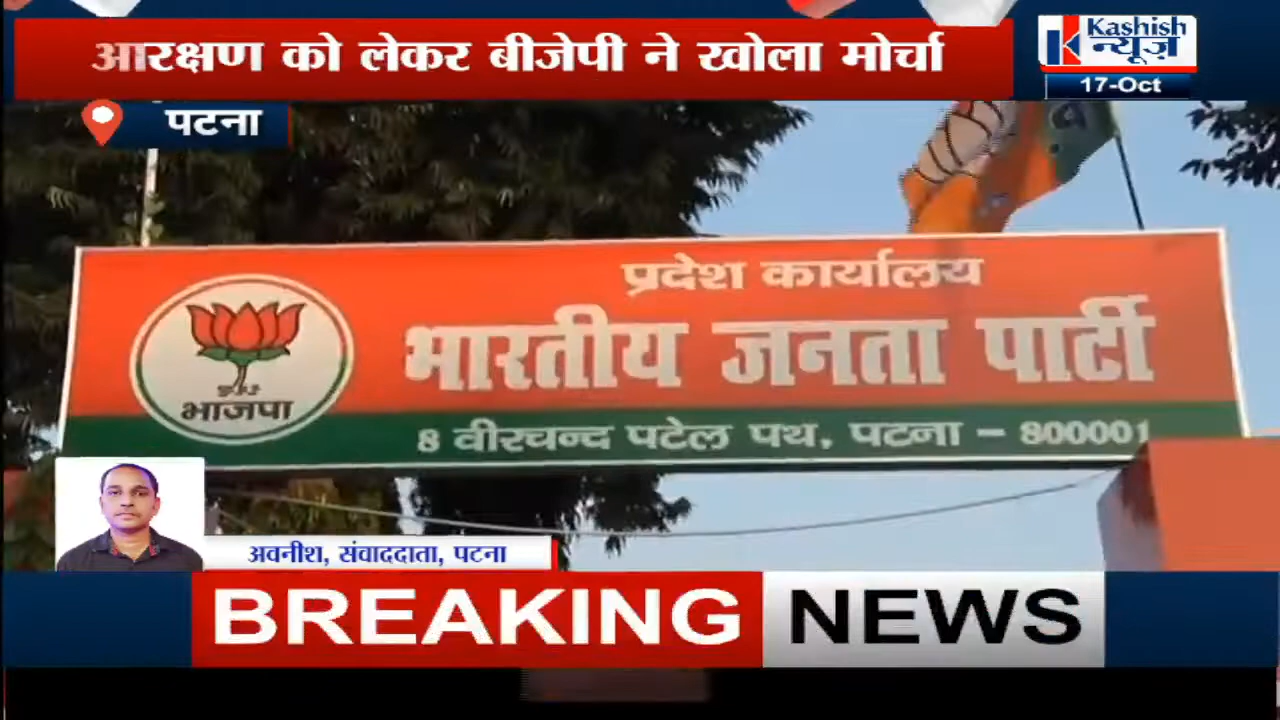 आरक्षण को लेकर बीजेपी ने खोला मोर्चा
Kashish
न्यूज़
17-Oct
पटना
प्रदेश कार्यालय
भारतीय जनता पार्टी
भाजपा
8 वीरचन्द पटेल पथ, पटना - 800001
अवनीश, संवाददाता, पटना
BREAKING NEWS